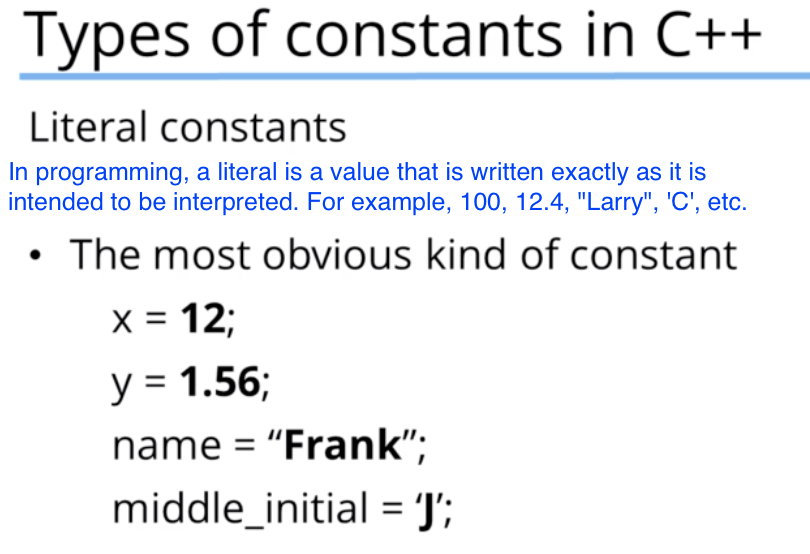 Types of constants in C++
Literal constants
In programming, a literal is a value that is written exactly as it is
intended to be interpreted. For example, 100, 12.4, "Larry", 'C', etc.
• The most obvious kind of constant
x = 12;
y = 1.56;
name = “Frank”;
middle_initial = ‘J’;